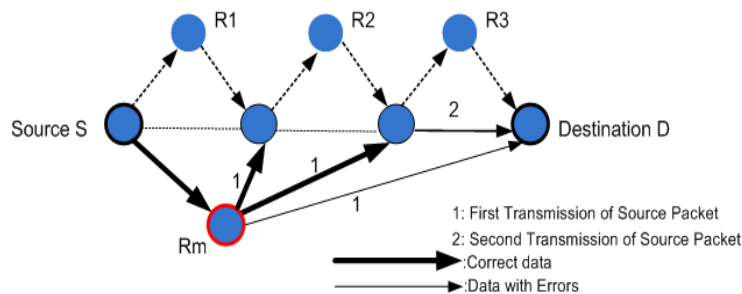 R1
R2
R3
2
Source S
Destination D
1
1
1
Rm
1: First Transmission of Source Packet
2: Second Transmission of Source Packet
:Correct data
:Data with Errors